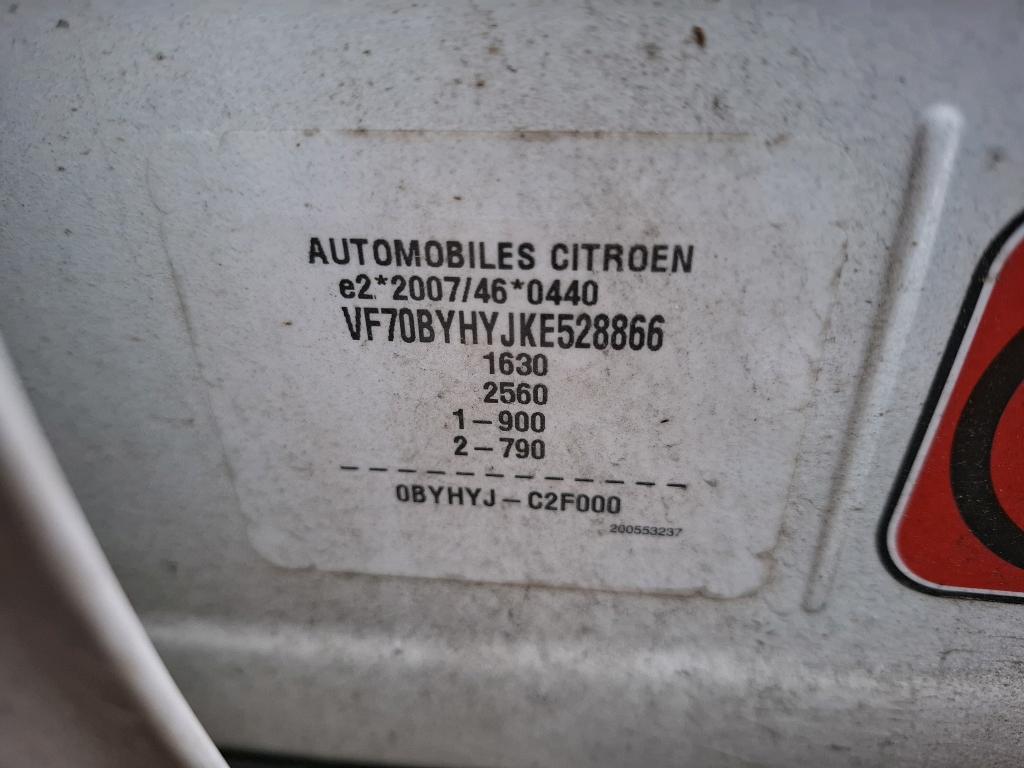 AUTOMOBILES CITROEN
e2*2007/46*0440
VF70BYHYJKE528866
1630
2560
1-900
2-790
0BYHYJ-C2F000
200553237